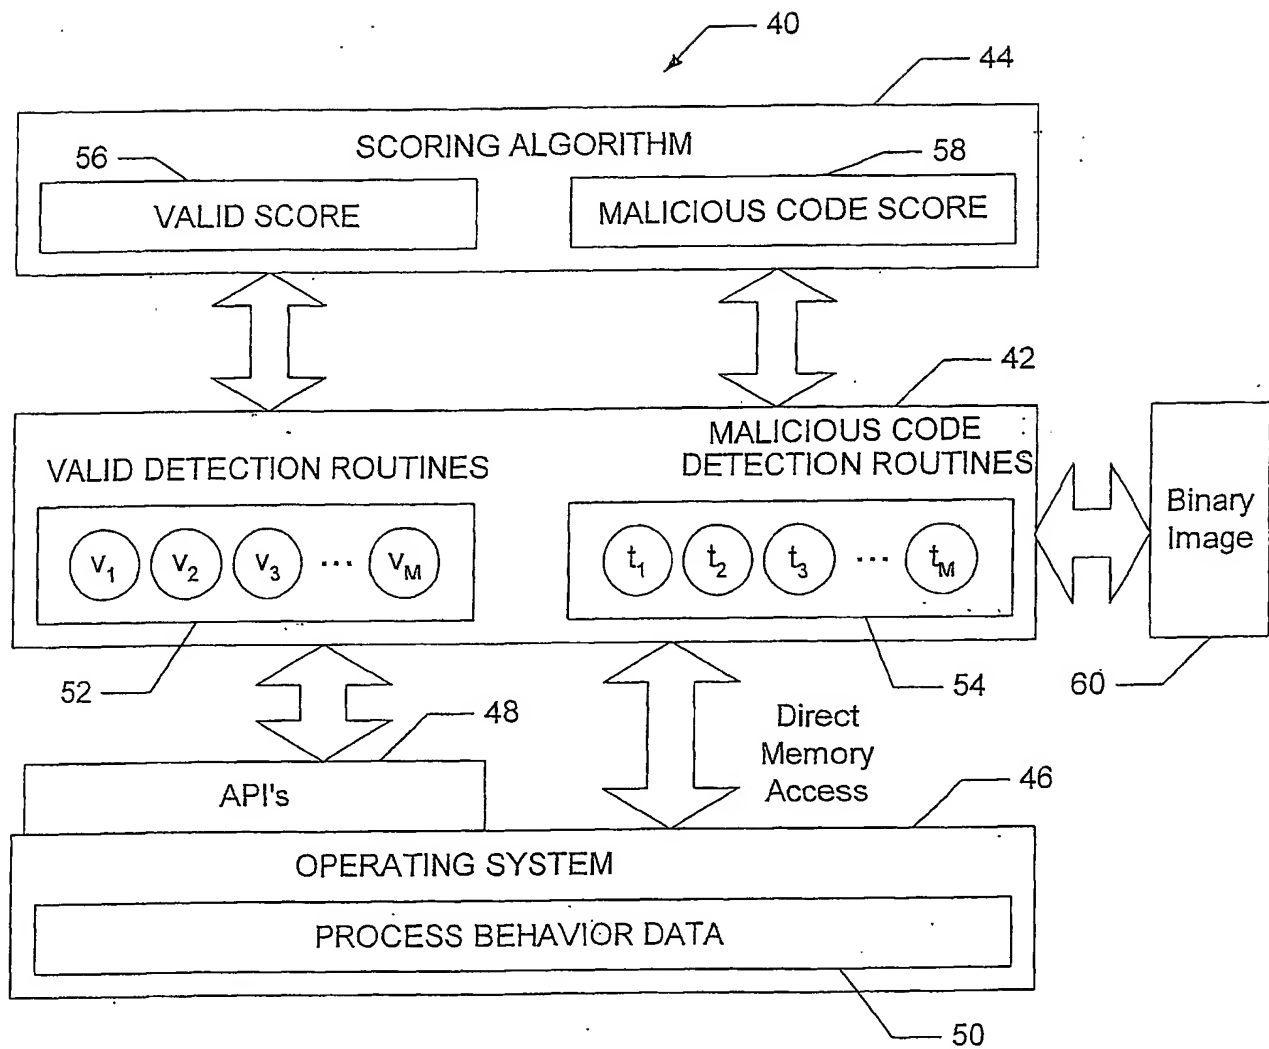 40
44
SCORING ALGORITHM
56
58
VALID SCORE
MALICIOUS CODE SCORE
42
VALID DETECTION ROUTINES
MALICIOUS CODE
DETECTION ROUTINES
v1 v2 v3 ... vM
t1 t2 t3 ... tM
Binary
Image
52
54
60
48
Direct
Memory
Access
API's
46
OPERATING SYSTEM
PROCESS BEHAVIOR DATA
50